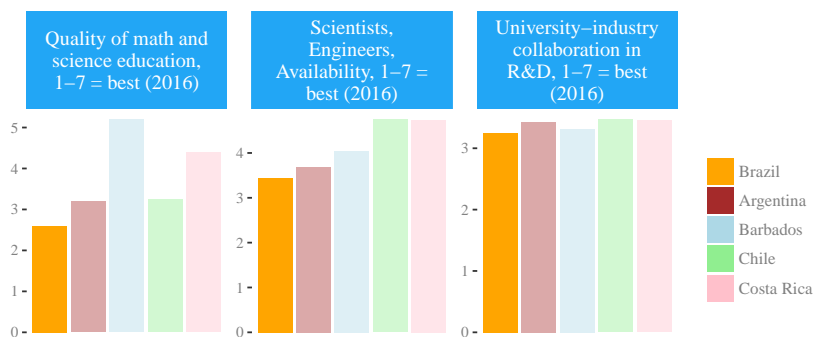 Quality of math and
science education,
1−7 = best (2016)
Scientists,
Engineers,
Availability, 1−7 =
best (2016)
University−industry
collaboration in
R&D, 1−7 = best
(2016)
5
4
3
2
1
0
4
3
2
1
0
3
2
1
0
Brazil
Argentina
Barbados
Chile
Costa Rica